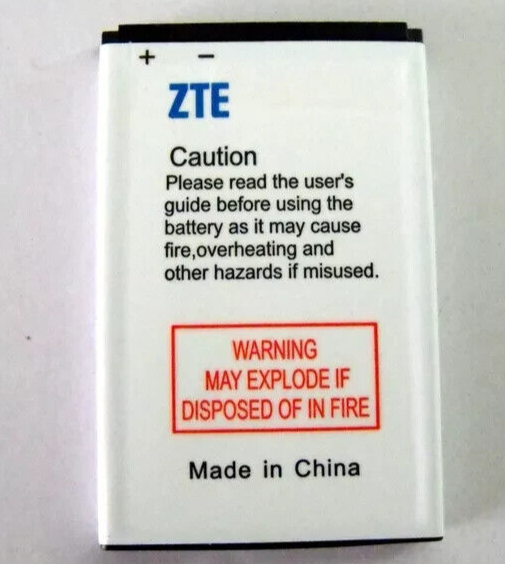 + −
ZTE
Caution
Please read the user's
guide before using the
battery as it may cause
fire,overheating and
other hazards if misused.
WARNING
MAY EXPLODE IF
DISPOSED OF IN FIRE
Made in China